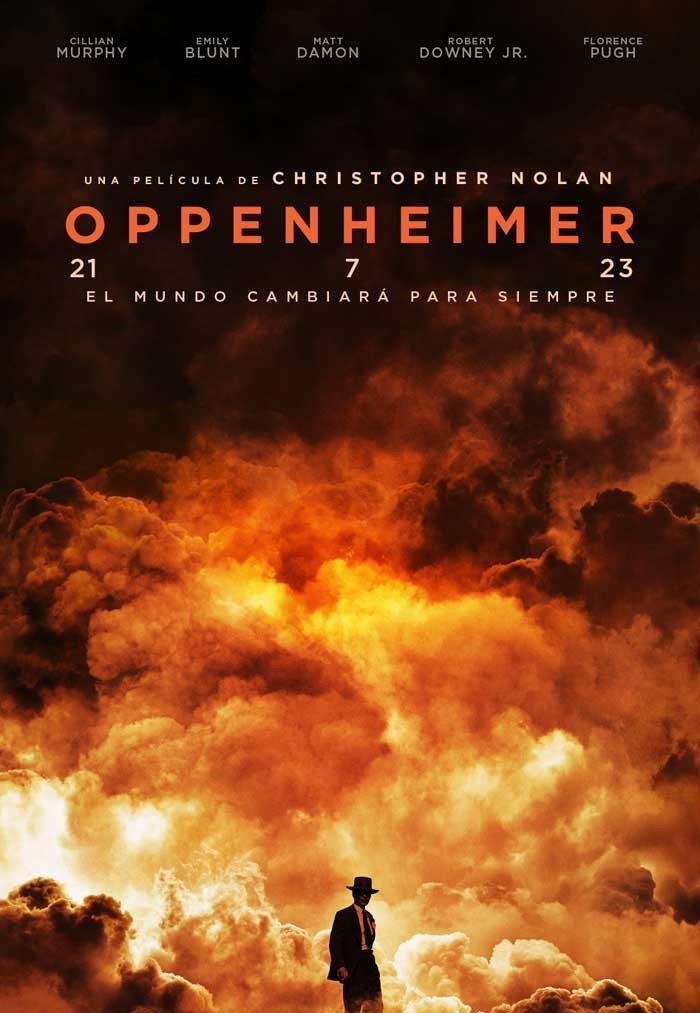 CILLIAN MURPHY EMILY BLUNT MATT DAMON ROBERT DOWNEY JR. FLORENCE PUGH
UNA PELÍCULA DE CHRISTOPHER NOLAN
OPPENHEIMER
21 7 23
EL MUNDO CAMBIARÁ PARA SIEMPRE